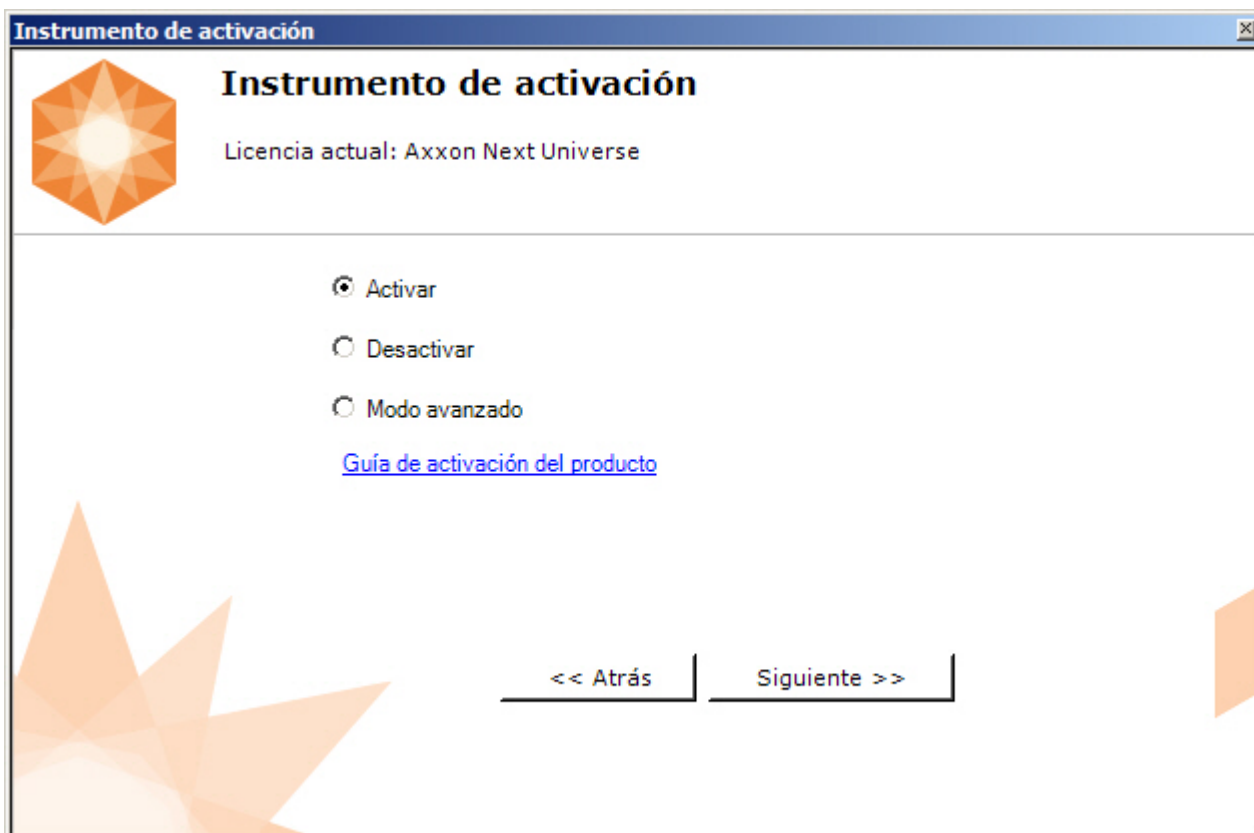 Instrumento de activación
Instrumento de activación
Licencia actual: Axxon Next Universe
Activar
Desactivar
Modo avanzado
Guía de activación del producto
<< Atrás
Siguiente >>